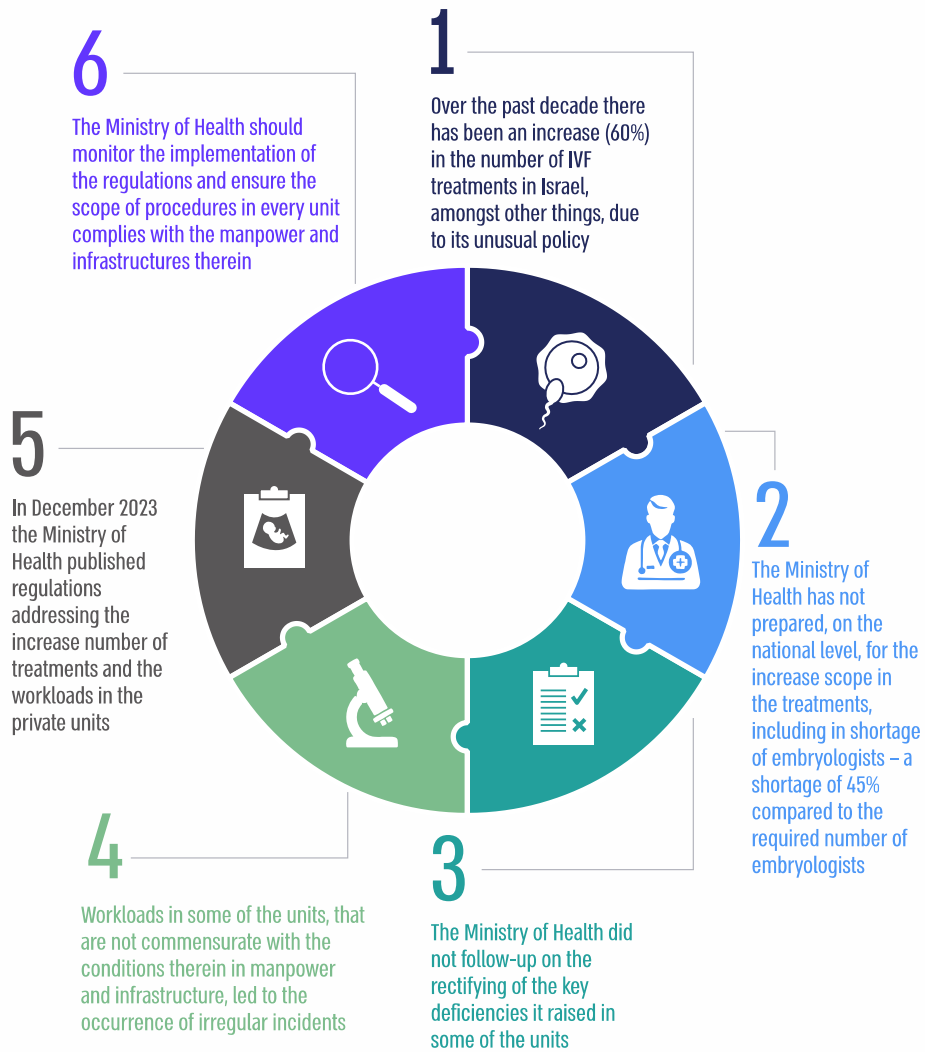 1
Over the past decade there
has been an increase (60%)
in the number of IVF
treatments in Israel,
amongst other things, due
to its unusual policy
2
The Ministry of
Health has not
prepared, on the
national level, for the
increase scope in
the treatments,
including in shortage
of embryologists – a
shortage of 45%
compared to the
required number of
embryologists
3
The Ministry of Health did
not follow-up on the
rectifying of the key
deficiencies it raised in
some of the units
4
Workloads in some of the units, that
are not commensurate with the
conditions therein in manpower
and infrastructure, led to the
occurrence of irregular incidents
5
In December 2023
the Ministry of
Health published
regulations
addressing the
increase number of
treatments and the
workloads in the
private units
6
The Ministry of Health should
monitor the implementation of
the regulations and ensure the
scope of procedures in every unit
complies with the manpower and
infrastructures therein